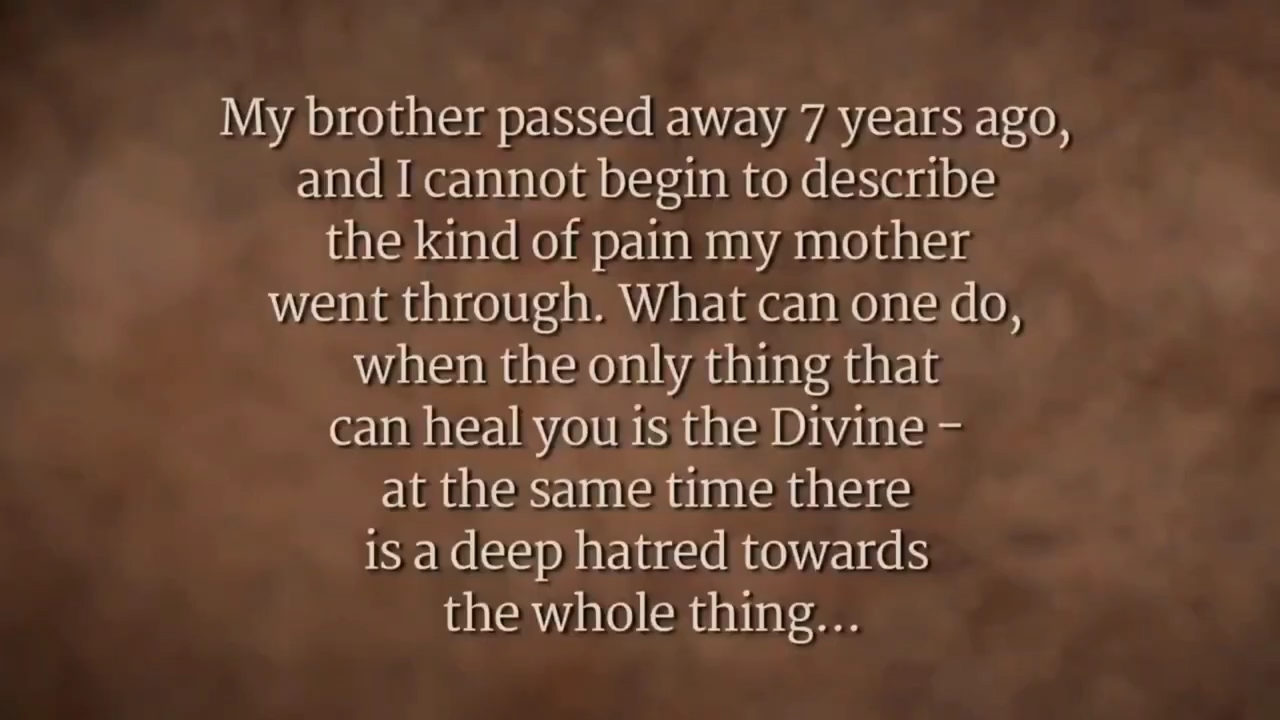 My brother passed away 7 years ago,
and I cannot begin to describe
the kind of pain my mother
went through. What can one do,
when the only thing that
can heal you is the Divine –
at the same time there
is a deep hatred towards
the whole thing...